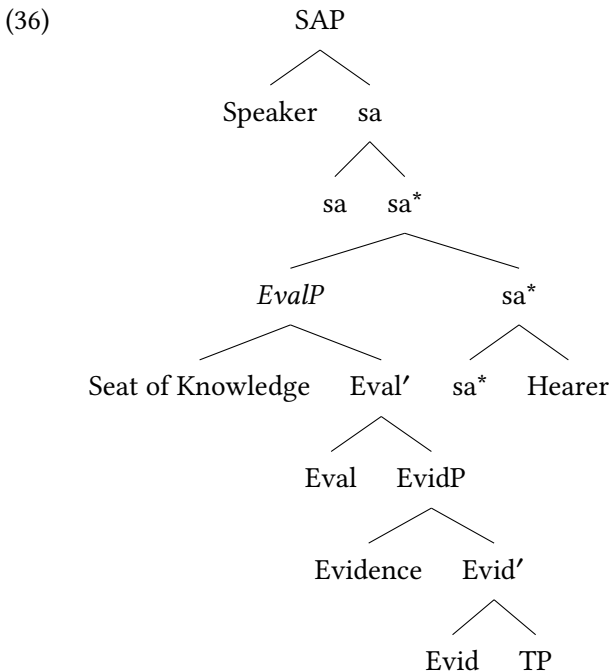 (36) SAP
Speaker sa
sa sa*
EvalP sa*
Seat of Knowledge Eval′ sa* Hearer
Eval EvidP
Evidence Evid′
Evid TP